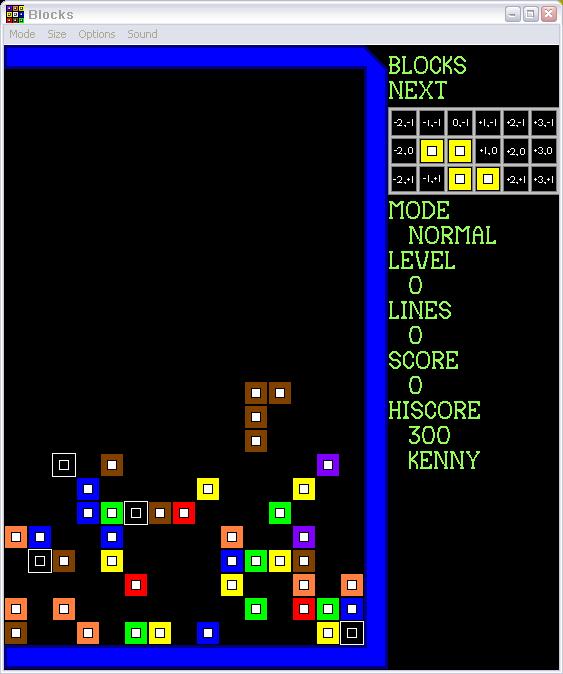 Blocks
Mode Size Options Sound
BLOCKS
NEXT
-2,-1 -1,-1 0,-1 +1,-1 +2,-1 +3,-1
-2,0 +1,0 +2,0 +3,0
-2,+1 -1,+1 +2,+1 +3,+1
MODE
NORMAL
LEVEL
0
LINES
0
SCORE
0
HISCORE
300
KENNY